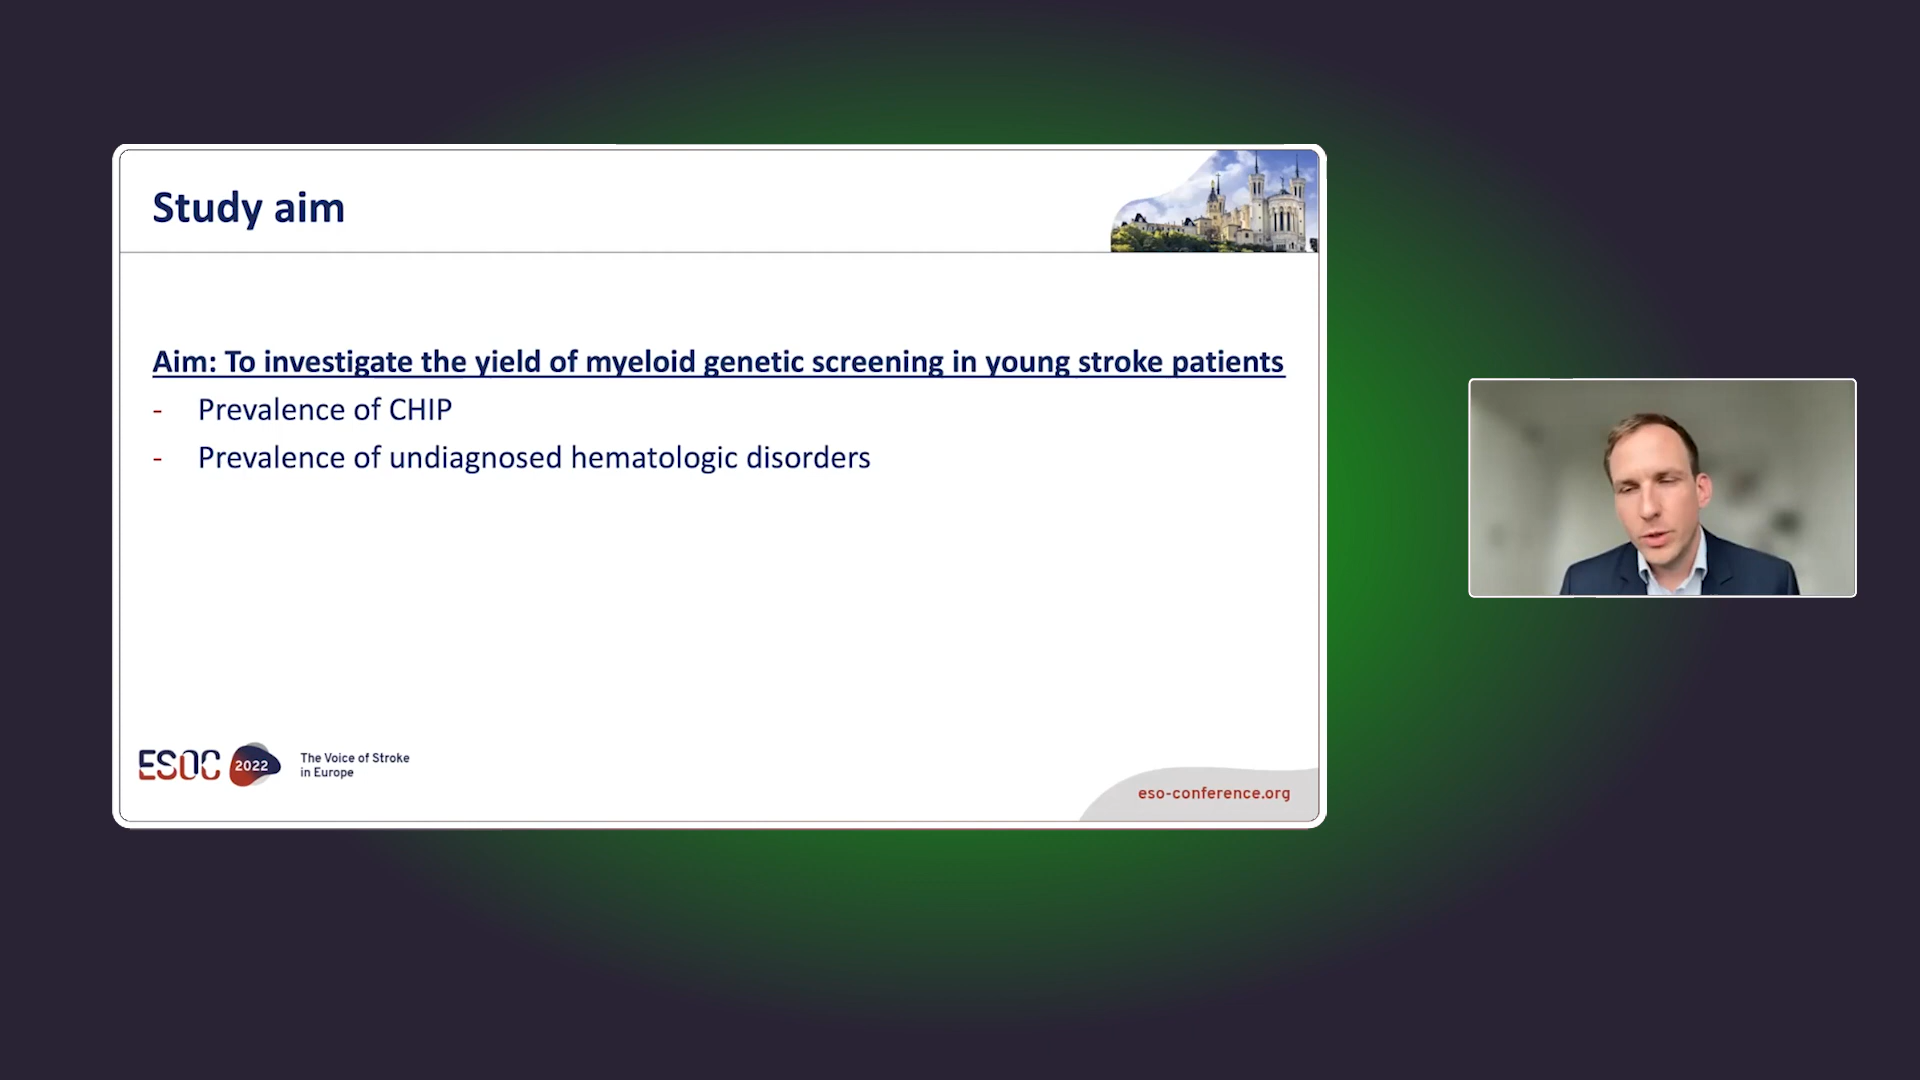 Study aim
Aim: To investigate the yield of myeloid genetic screening in young stroke patients
- Prevalence of CHIP
- Prevalence of undiagnosed hematologic disorders
ESOC 2022
The Voice of Stroke
in Europe
eso-conference.org